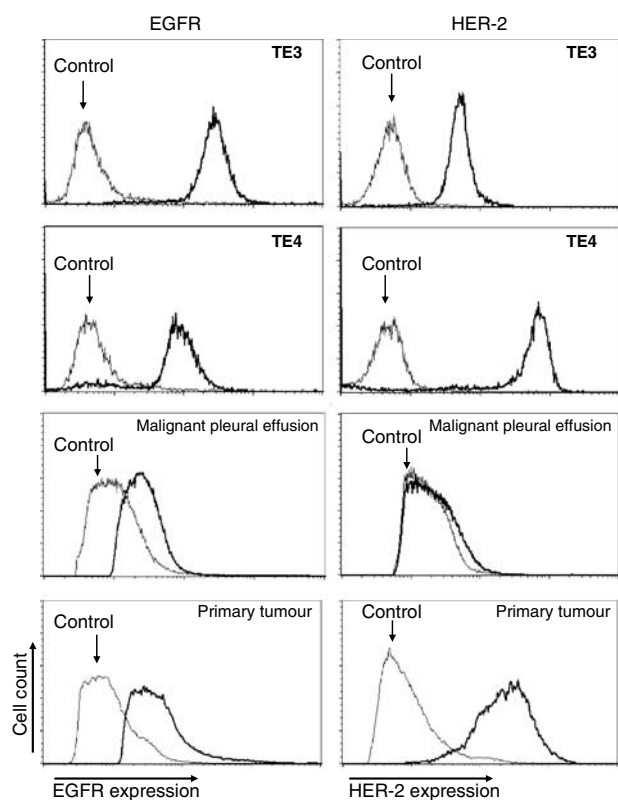 EGFR
HER-2
TE3
Control
TE3
Control
TE4
Control
TE4
Control
Malignant pleural effusion
Control
Malignant pleural effusion
Control
Primary tumour
Control
Primary tumour
Control
Cell count
EGFR expression
HER-2 expression